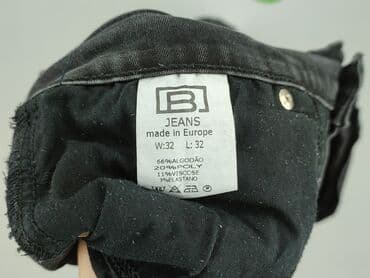 B
JEANS
made in Europe
W:32 L: 32
66%ALGODÃO
20%POLY
11%VISCOSE
3%ELASTANO